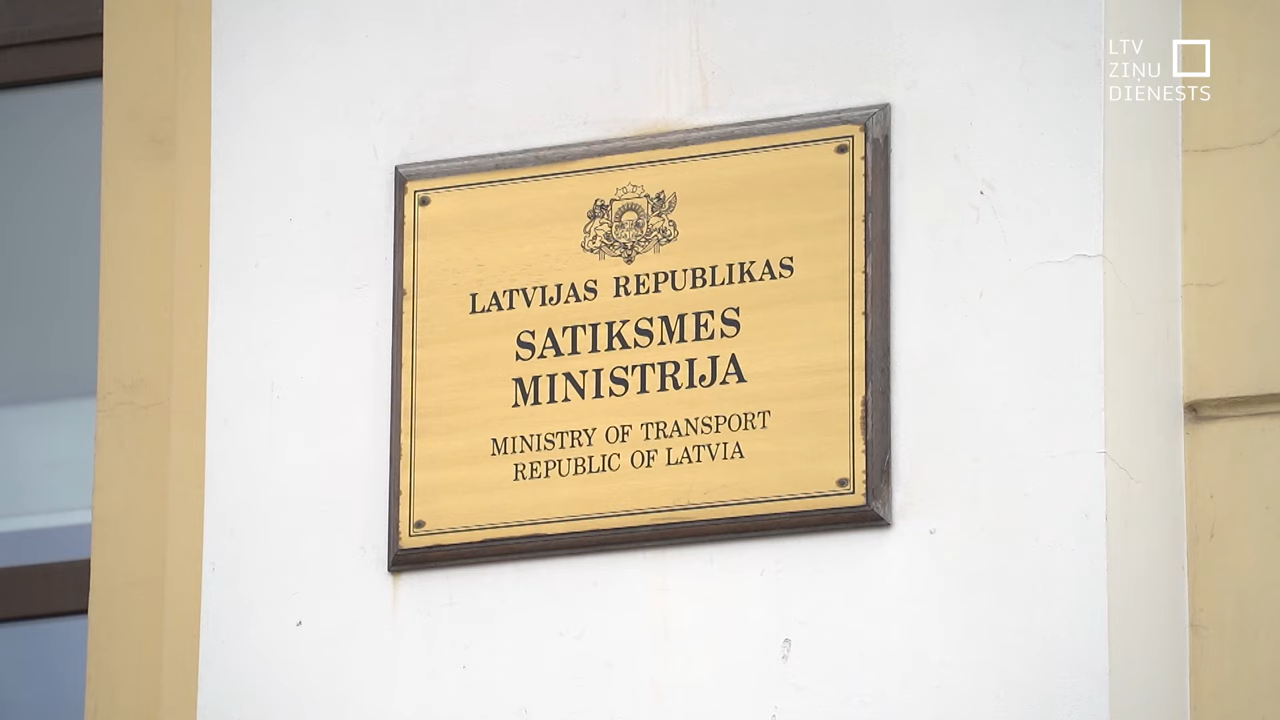 LTV
ZIŅU
DIENESTS
LATVIJAS REPUBLIKAS
SATIKSMES
MINISTRIJA
MINISTRY OF TRANSPORT
REPUBLIC OF LATVIA